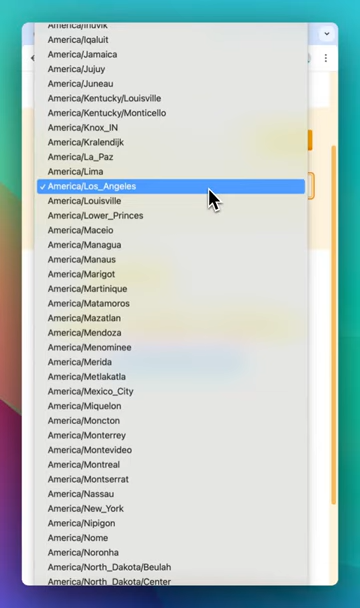 America/Inuvik
America/Iqaluit
America/Jamaica
America/Jujuy
America/Juneau
America/Kentucky/Louisville
America/Kentucky/Monticello
America/Knox_IN
America/Kralendijk
America/La_Paz
America/Lima
✓ America/Los_Angeles
America/Louisville
America/Lower_Princes
America/Maceio
America/Managua
America/Manaus
America/Marigot
America/Martinique
America/Matamoros
America/Mazatlan
America/Mendoza
America/Menominee
America/Merida
America/Metlakatla
America/Mexico_City
America/Miquelon
America/Moncton
America/Monterrey
America/Montevideo
America/Montreal
America/Montserrat
America/Nassau
America/New_York
America/Nipigon
America/Nome
America/Noronha
America/North_Dakota/Beulah
America/North_Dakota/Center